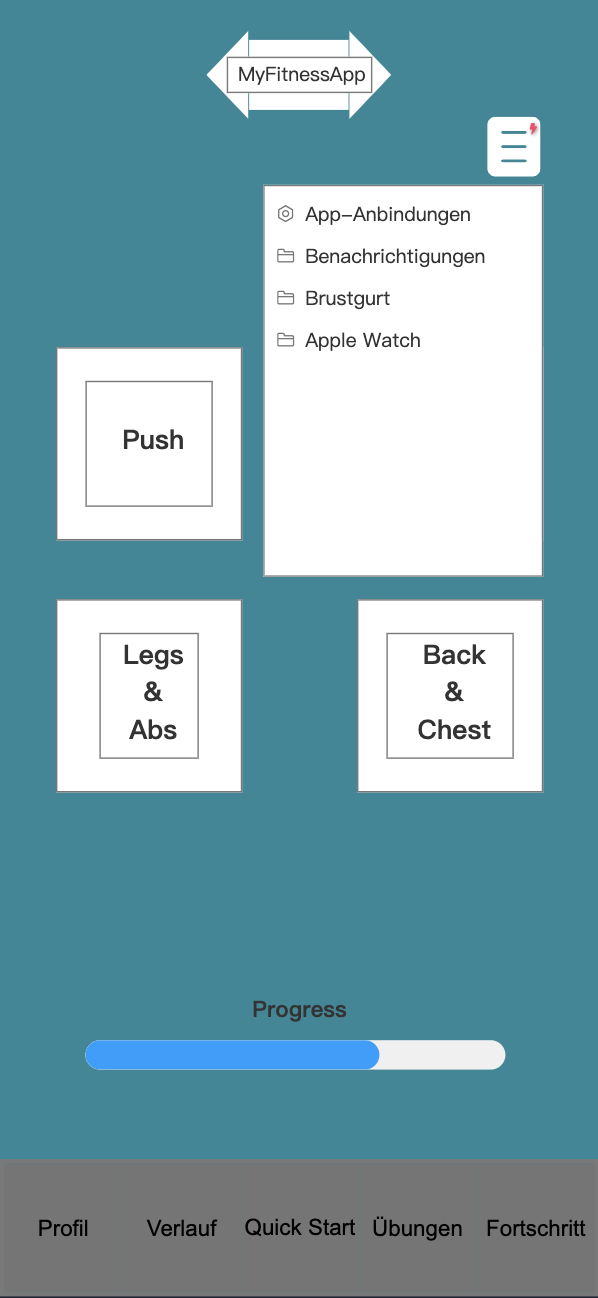 MyFitnessApp
App-Anbindungen
Benachrichtigungen
Brustgurt
Apple Watch
Push
Legs
&
Abs
Back
&
Chest
Progress
Profil
Verlauf
Quick Start
Übungen
Fortschritt